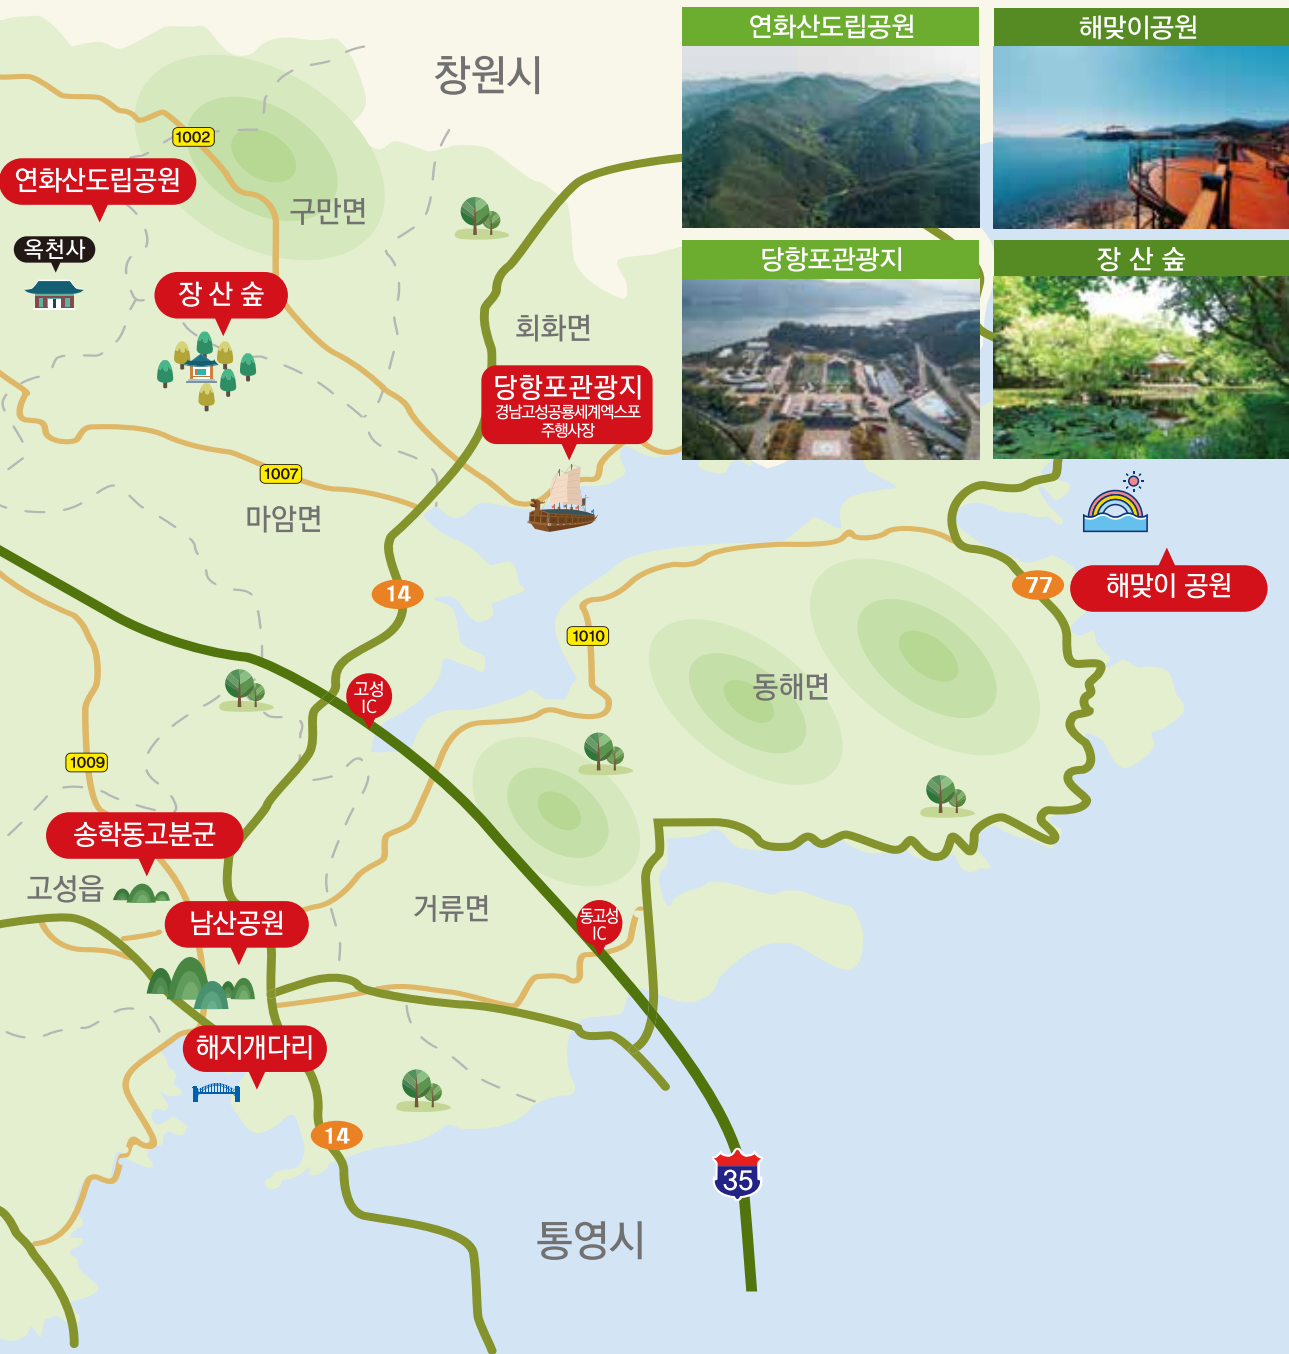 연화산도립공원
해맞이공원
창원시
1002
연화산도립공원
구만면
옥천사
당항포관광지
장 산 숲
장 산 숲
회화면
당항포관광지
경남고성공룡세계엑스포
주행사장
1007
마암면
14
77
해맞이 공원
1010
고성
IC
동해면
1009
송학동고분군
고성읍
거류면
남산공원
동고성
IC
해지개다리
14
35
통영시